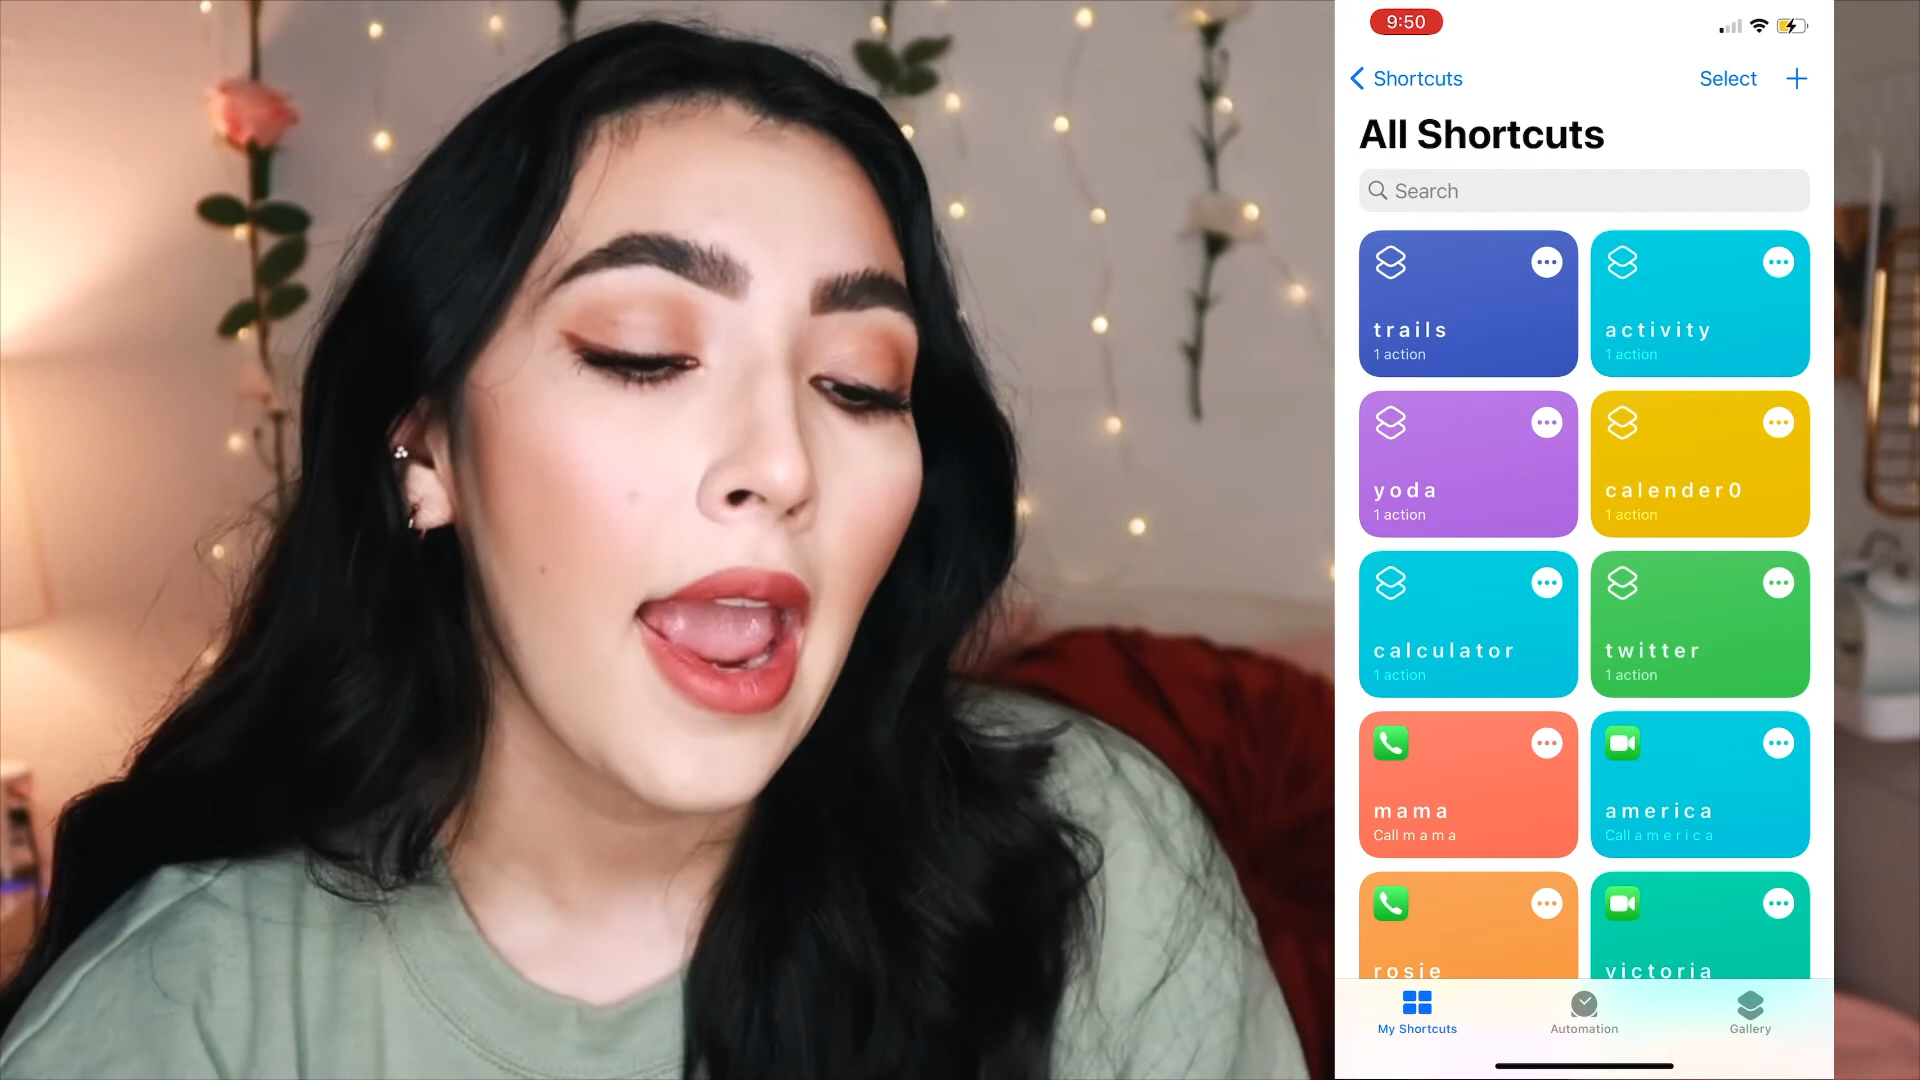 9:50
Shortcuts
Select
All Shortcuts
Search
trails
1 action
activity
1 action
yoda
1 action
calender0
1 action
calculator
1 action
twitter
1 action
mama
Call m a m a
america
Call a m e r i c a
rosie
victoria
My Shortcuts
Automation
Gallery